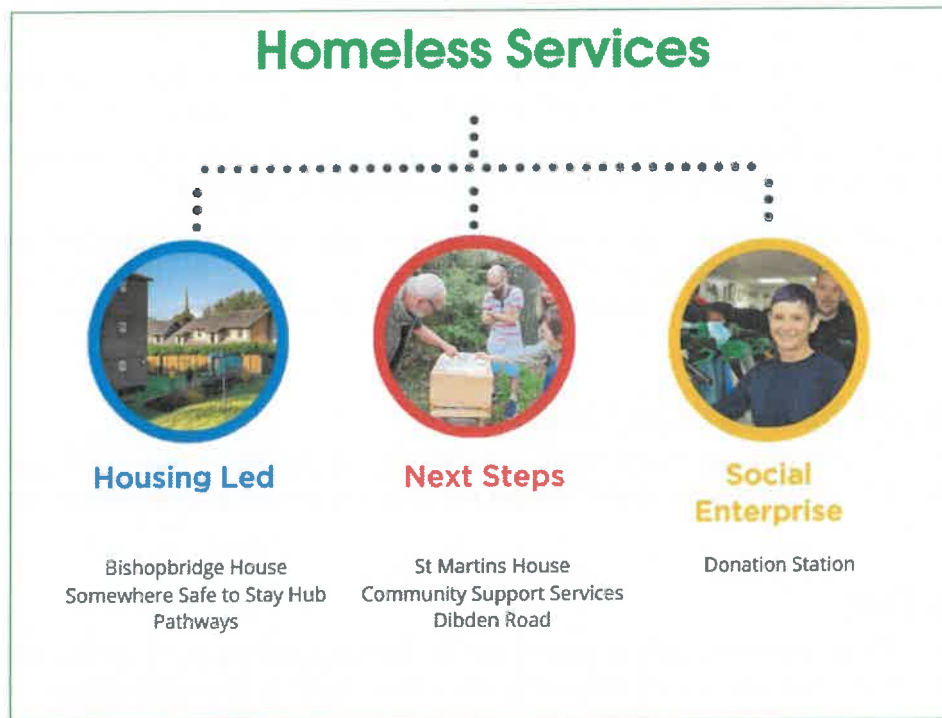 Homeless Services
Housing Led
Bishopbridge House
Somewhere Safe to Stay Hub
Pathways
Next Steps
St Martins House
Community Support Services
Dibden Road
Social
Enterprise
Donation Station